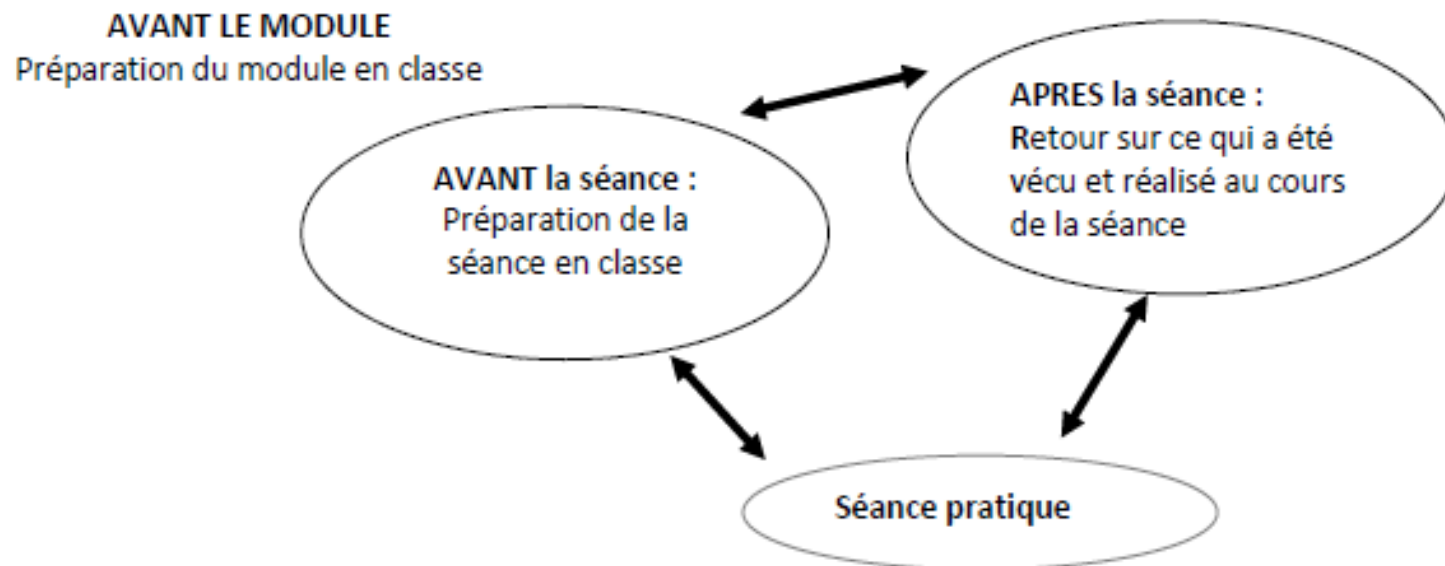 AVANT LE MODULE
Préparation du module en classe
AVANT la séance :
Préparation de la
séance en classe
APRES la séance :
Retour sur ce qui a été
vécu et réalisé au cours
de la séance
Séance pratique